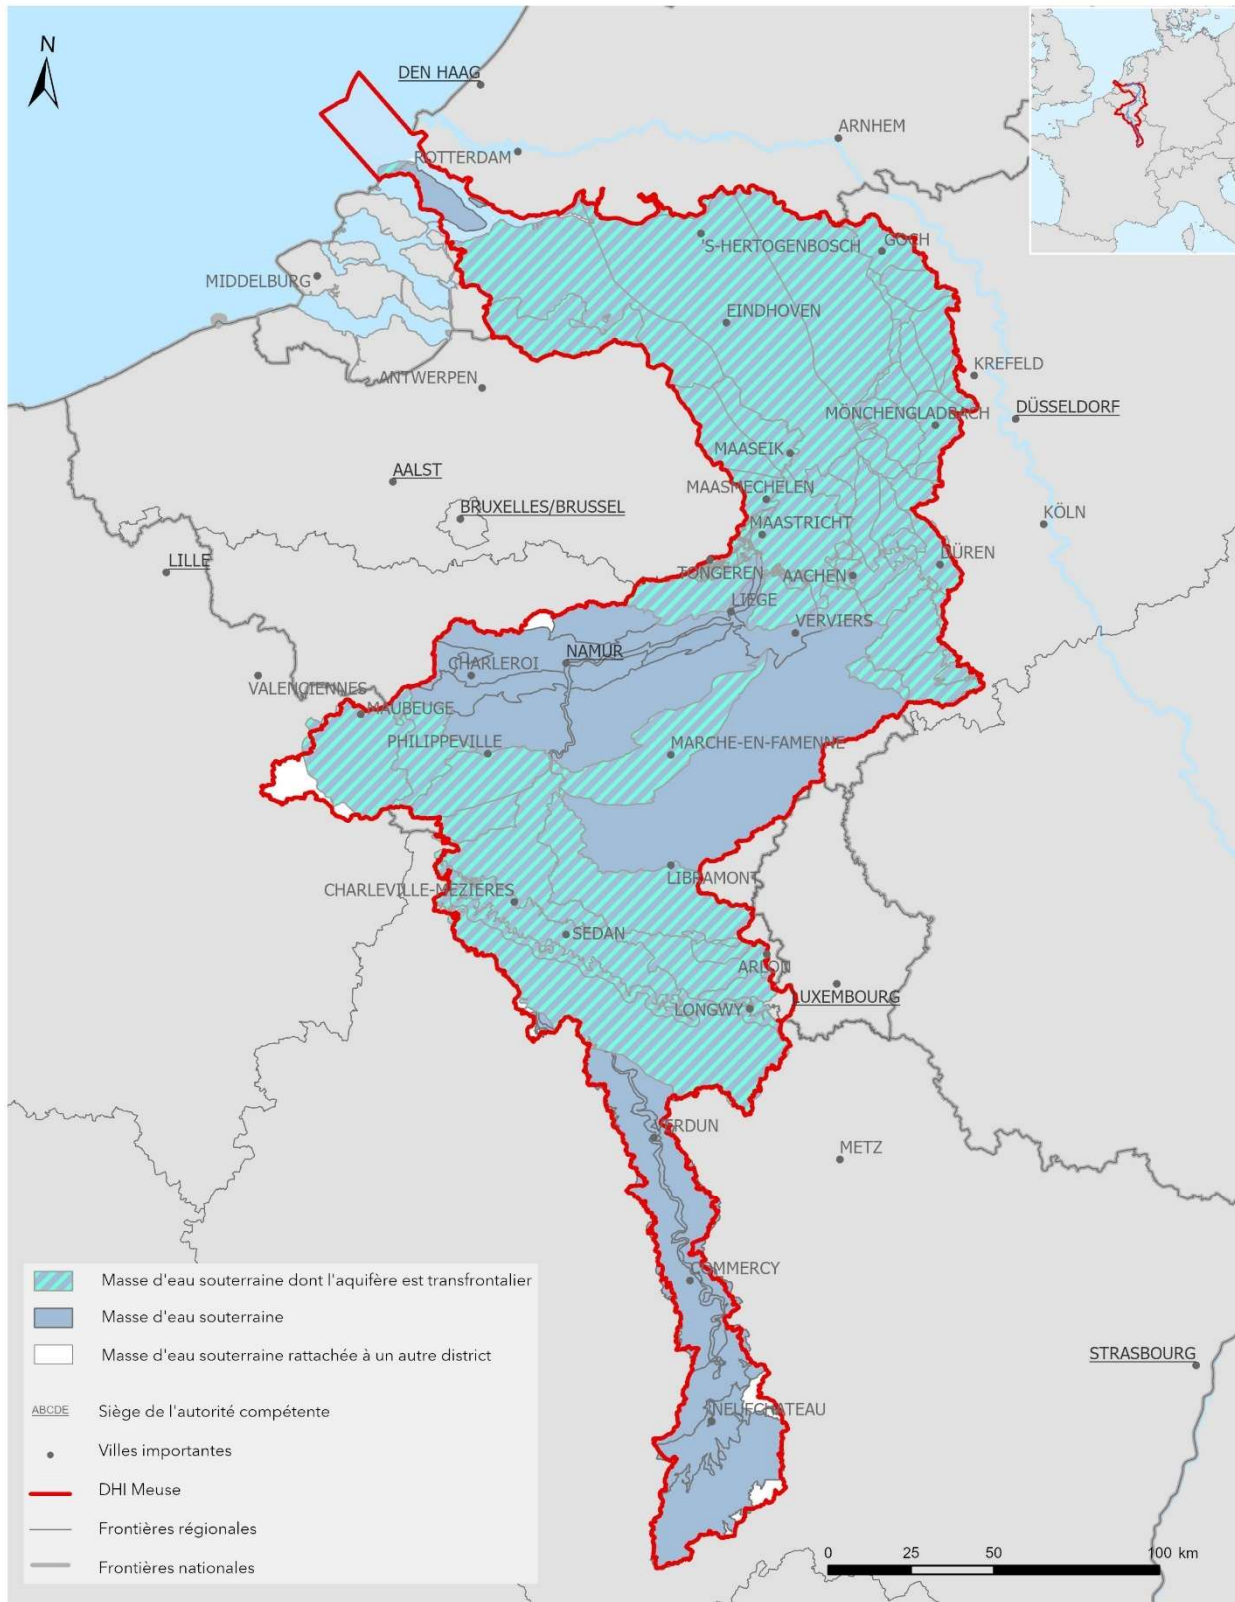 N
DEN HAAG
ARNHEM
ROTTERDAM
'S-HERTOGENBOSCH
GOCH
MIDDELBURG
EINDHOVEN
KREFELD
ANTWERPEN
DÜSSELDORF
MÖNCHENGLADBACH
MAASEIK
AALST
MAASMECHELEN
BRUXELLES/BRUSSEL
KÖLN
MAASTRICHT
LILLE
DÜREN
TONGEREN
AACHEN
LIEGE
VERVIERS
NAMUR
CHARLEROI
VALENCIENNES
MAUBEUGE
PHILIPPEVILLE
MARCHE-EN-FAMENNE
LIBRAMONT
CHARLEVILLE-MEZIERES
SEDAN
ARLON
LUXEMBOURG
LONGWY
VERDUN
METZ
COMMERCY
STRASBOURG
NEUFCHATEAU
Masse d'eau souterraine dont l'aquifère est transfrontalier
Masse d'eau souterraine
Masse d'eau souterraine rattachée à un autre district
ABCDE Siège de l'autorité compétente
Villes importantes
DHI Meuse
Frontières régionales
Frontières nationales
0 25 50 100 km